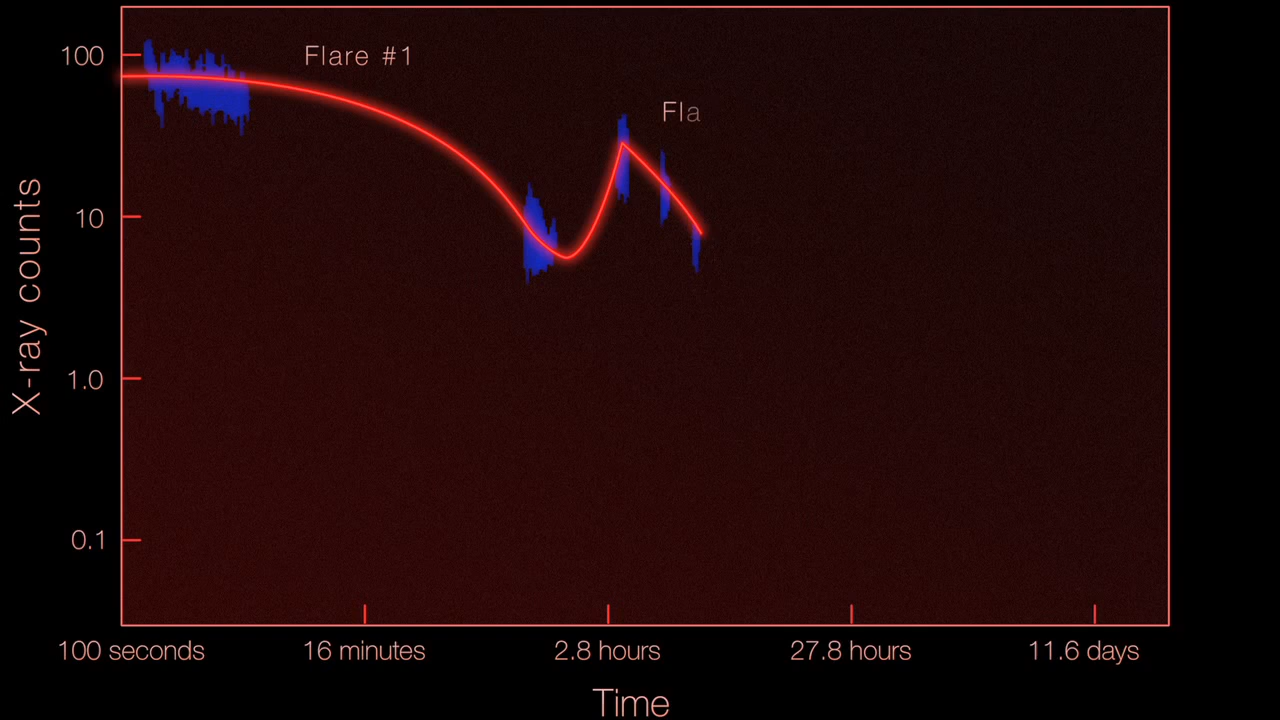 100
Flare #1
Fla
10
X-ray counts
1.0
0.1
100 seconds
16 minutes
2.8 hours
27.8 hours
11.6 days
Time